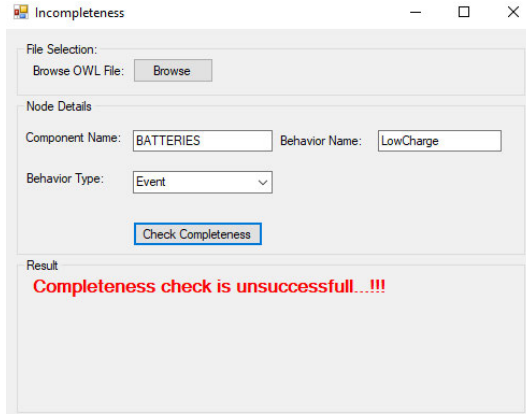 Incompleteness
File Selection:
Browse OWL File: Browse
Node Details
Component Name: BATTERIES Behavior Name: LowCharge
Behavior Type: Event
Check Completeness
Result
Completeness check is unsuccessfull...!!!